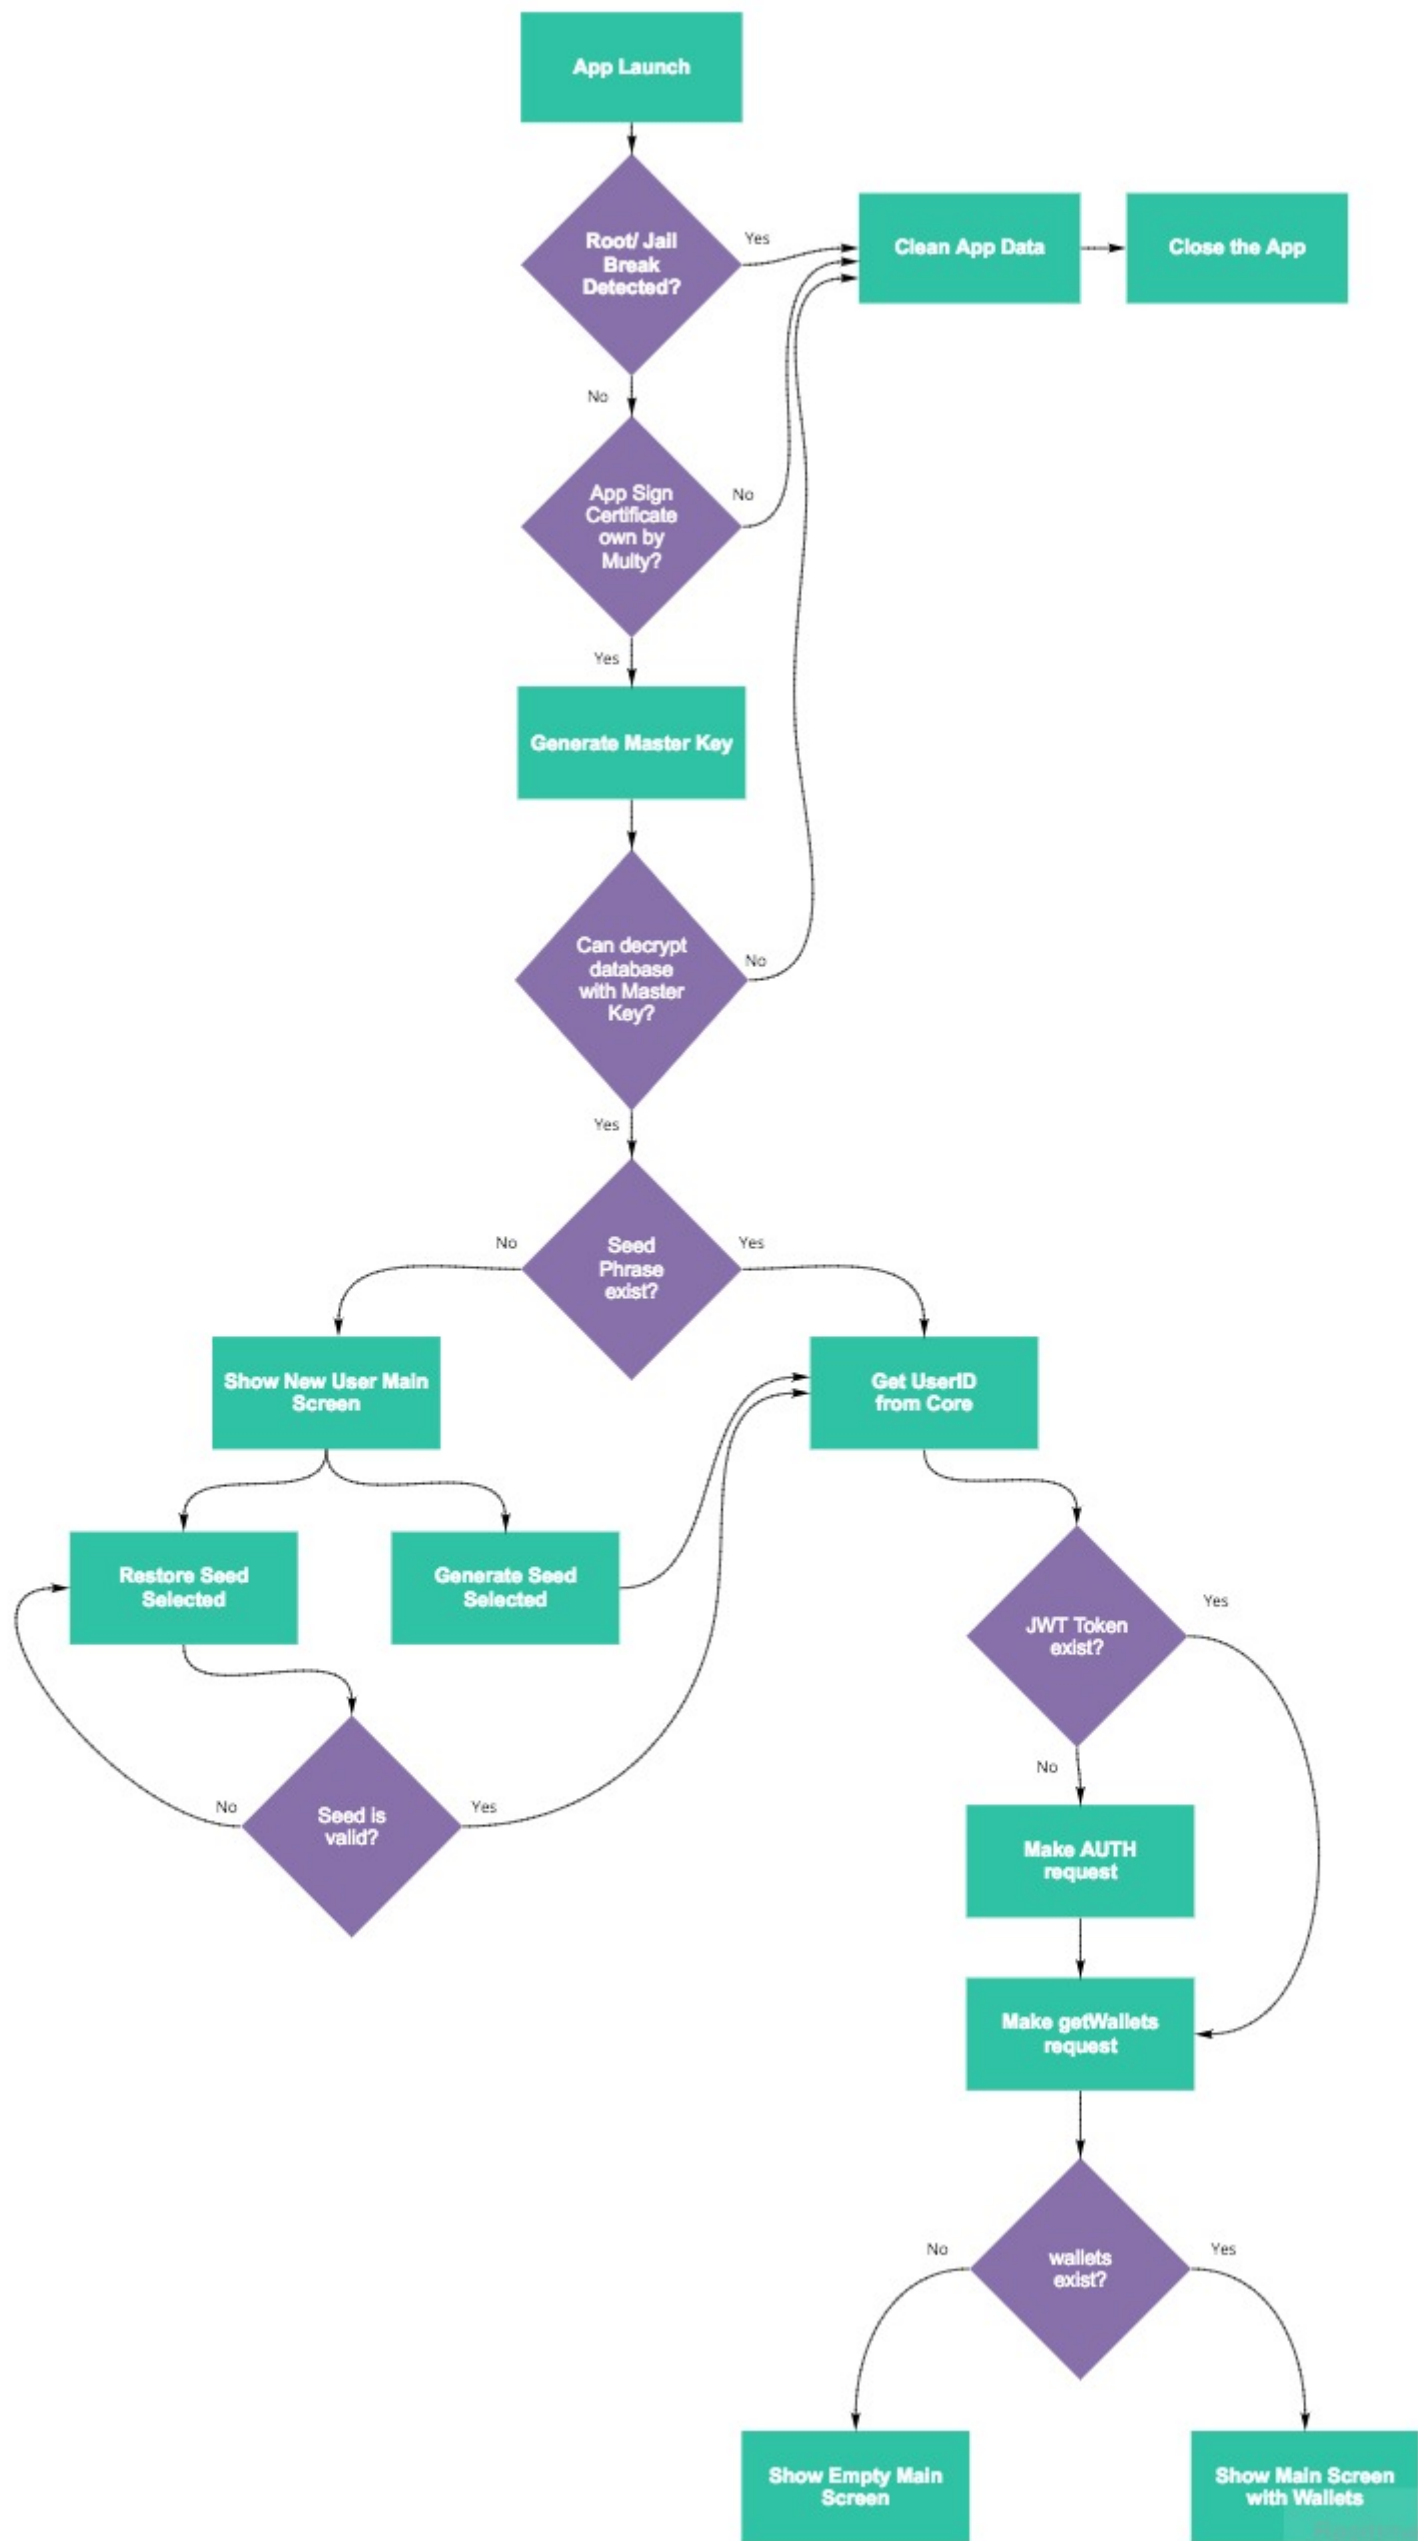 App Launch
Root/ Jail
Break
Detected?
Yes
Clean App Data
Close the App
No
App Sign
Certificate
own by
Multy?
No
Yes
Generate Master Key
Can decrypt
database
with Master
Key?
No
Yes
Seed
Phrase
exist?
No
Yes
Show New User Main
Screen
Get UserID
from Core
Restore Seed
Selected
Generate Seed
Selected
JWT Token
exist?
Yes
No
Seed is
valid?
No
Yes
Make AUTH
request
Make getWallets
request
wallets
exist?
No
Yes
Show Empty Main
Screen
Show Main Screen
with Wallets